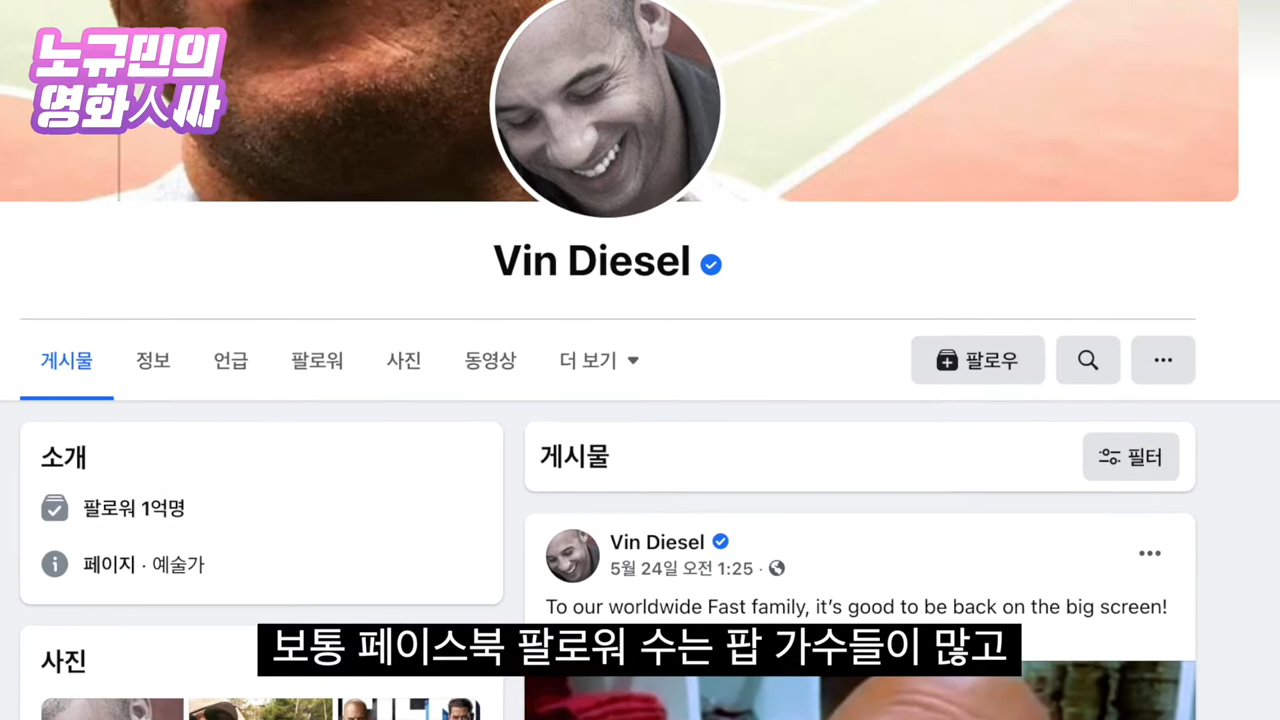 노규민의
영화人싸
Vin Diesel
게시물 정보 언급 팔로워 사진 동영상 더 보기 팔로우
소개
팔로워 1억명
페이지 · 예술가
사진
게시물 필터
Vin Diesel
5월 24일 오전 1:25 ·
To our worldwide Fast family, it’s good to be back on the big screen!
보통 페이스북 팔로워 수는 팝 가수들이 많고